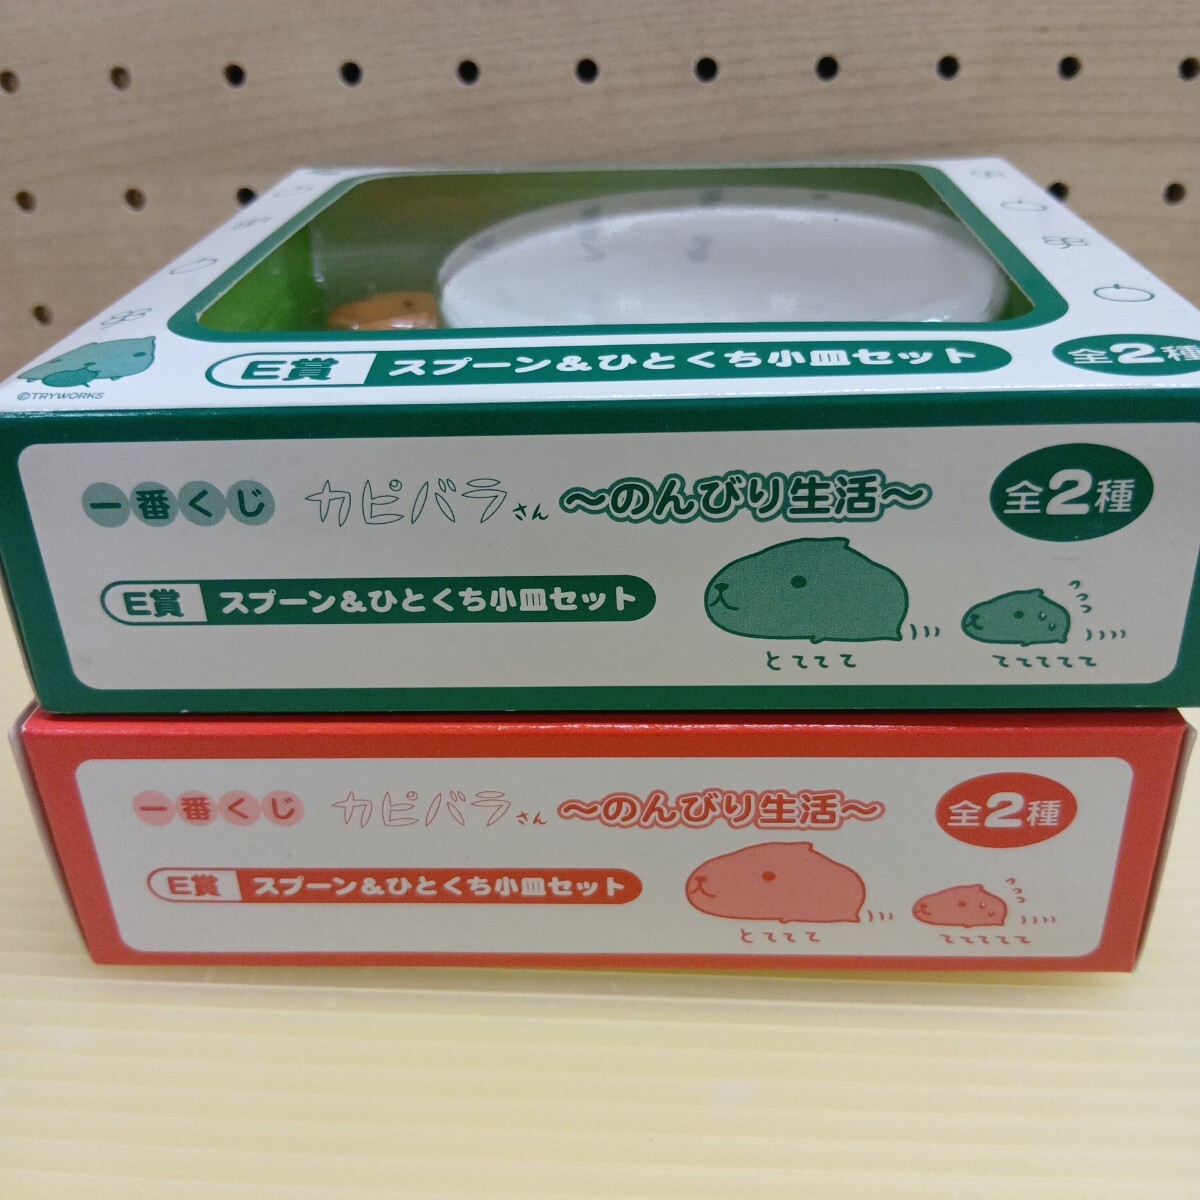 E賞 スプーン&ひとくち小皿セット 全2種
©TRYWORKS
一番くじ カピバラさん 〜のんびり生活〜 全2種
E賞 スプーン&ひとくち小皿セット
とててて ててててて
一番くじ カピバラさん 〜のんびり生活〜 全2種
E賞 スプーン&ひとくち小皿セット
とててて ててててて